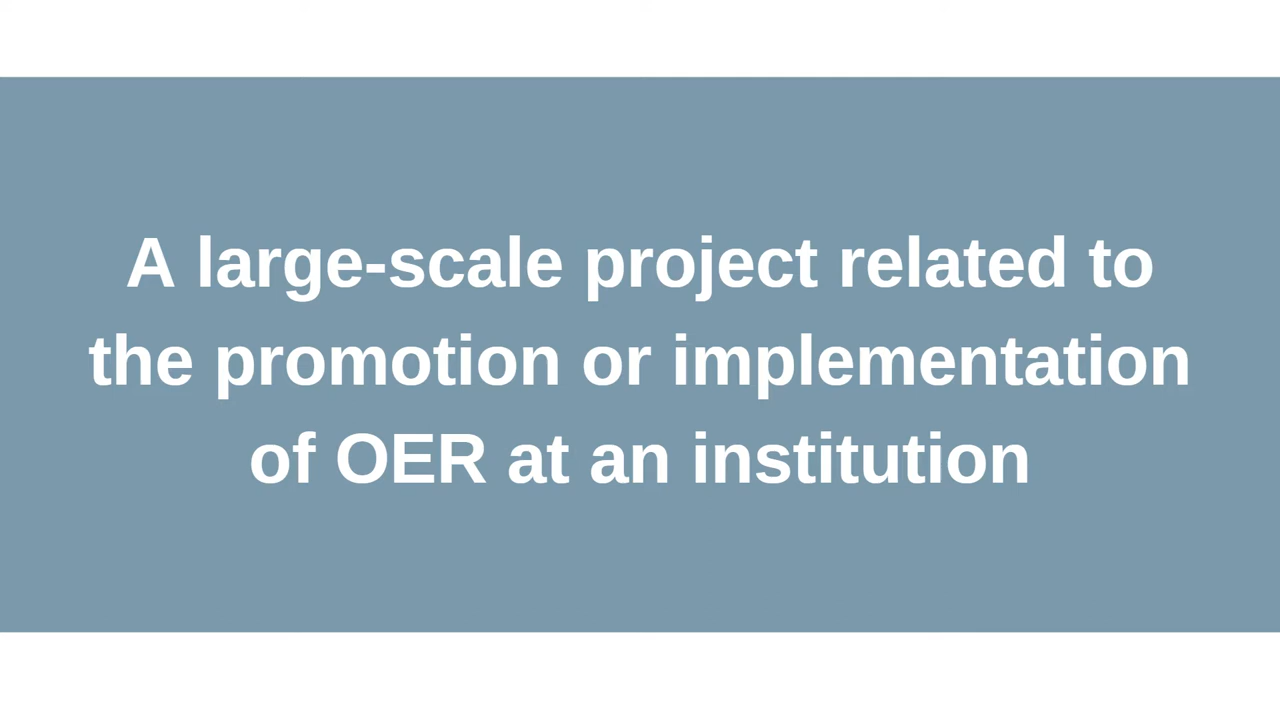 A large-scale project related to
the promotion or implementation
of OER at an institution